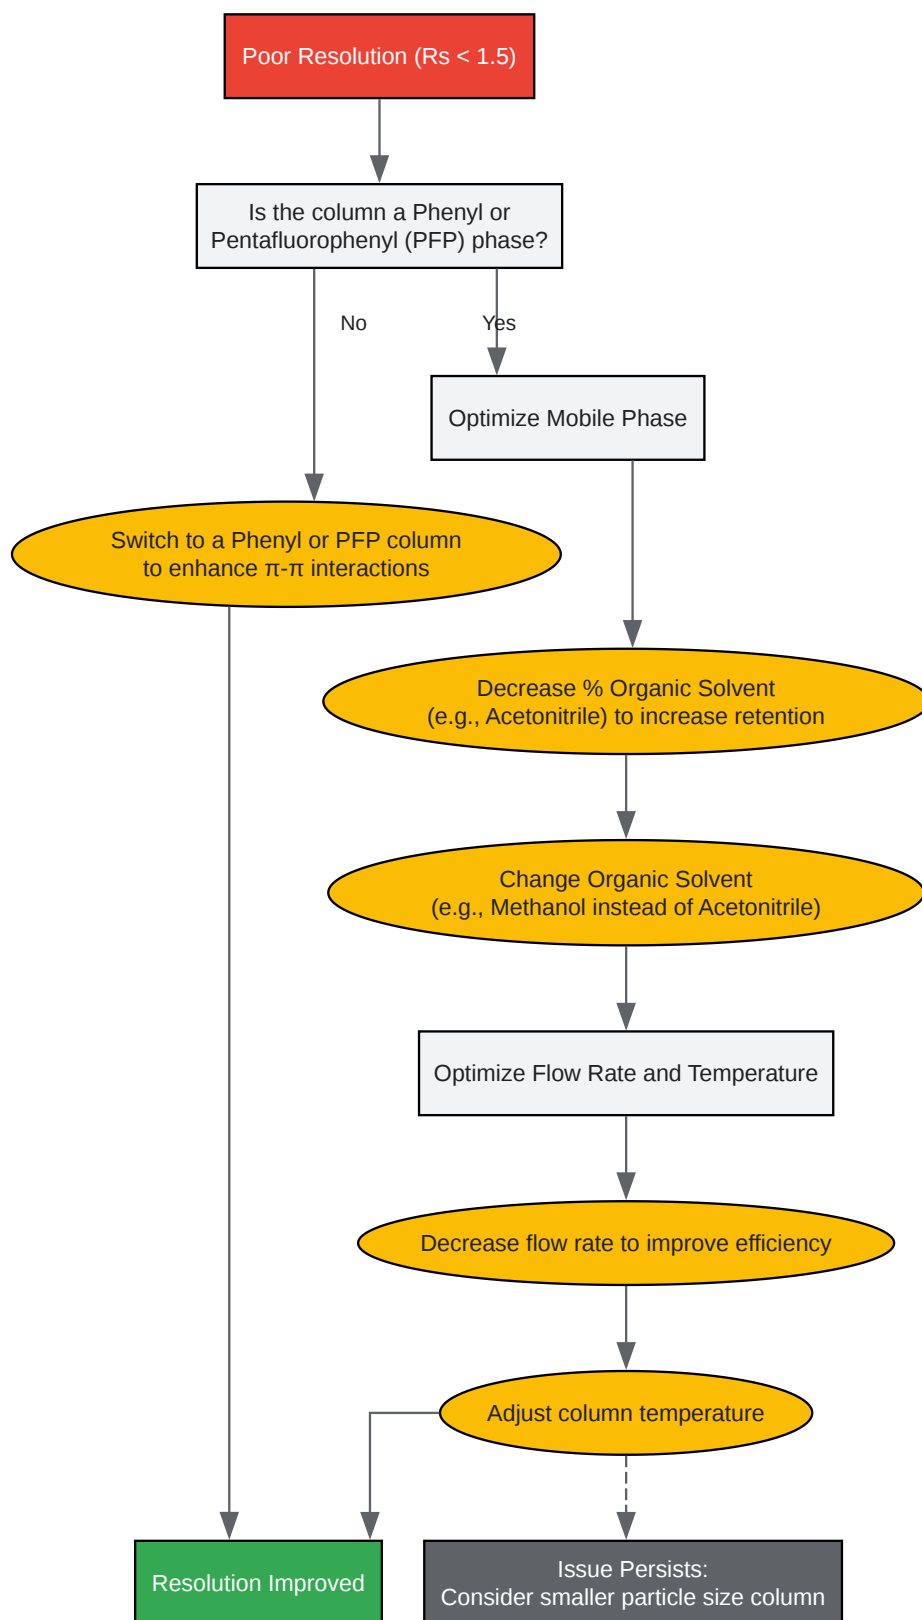 Poor Resolution (Rs < 1.5)
Is the column a Phenyl or
Pentafluorophenyl (PFP) phase?
No
Yes
Optimize Mobile Phase
Switch to a Phenyl or PFP column
to enhance π-π interactions
Decrease % Organic Solvent
(e.g., Acetonitrile) to increase retention
Change Organic Solvent
(e.g., Methanol instead of Acetonitrile)
Optimize Flow Rate and Temperature
Decrease flow rate to improve efficiency
Adjust column temperature
Resolution Improved
Issue Persists:
Consider smaller particle size column